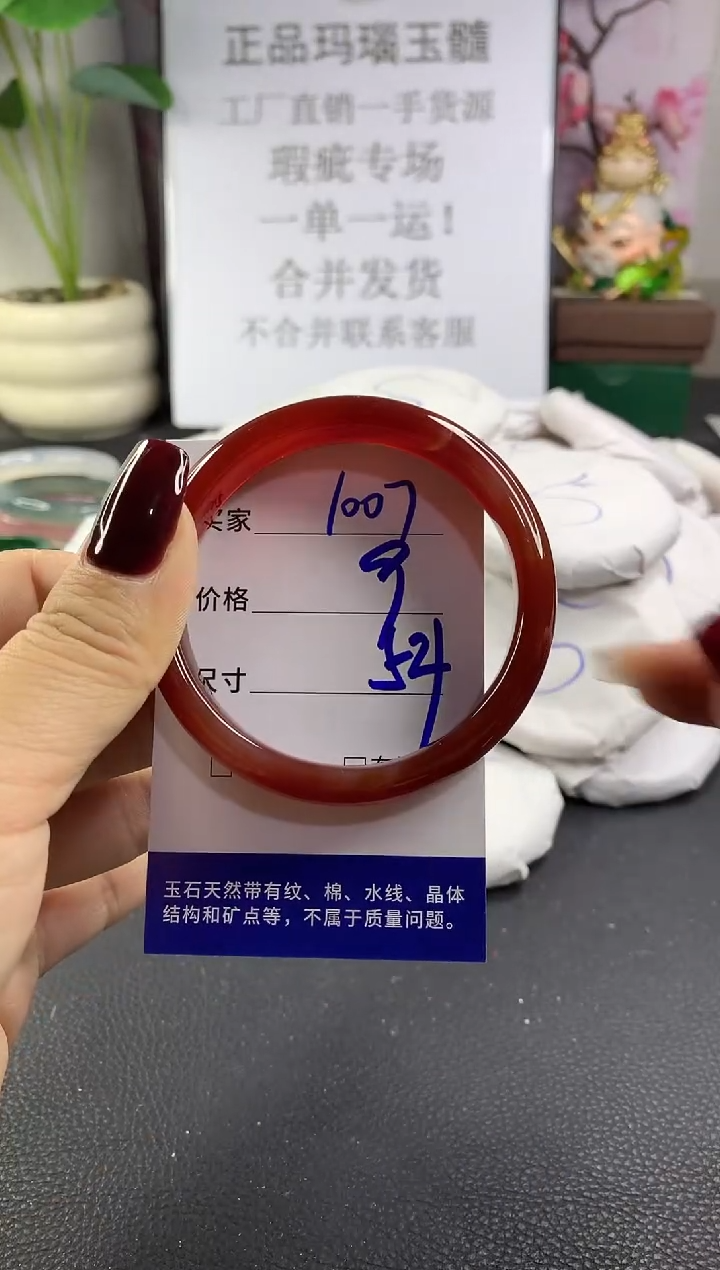 正品玛瑙玉髓
工厂直销一手货源
瑕疵专场
一单一运！
合并发货
不合并联系客服
买家 1007
价格
尺寸 54
玉石天然带有纹、棉、水线、晶体
结构和矿点等，不属于质量问题。